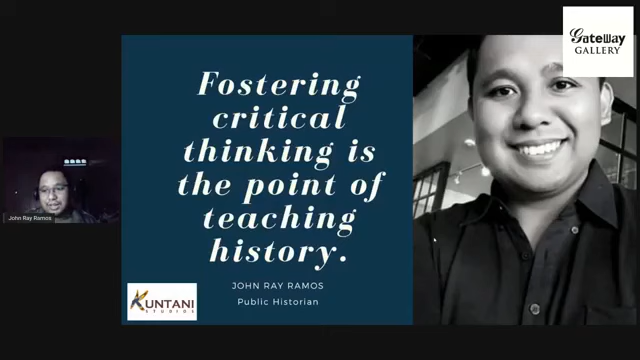 GateWay
GALLERY
Fostering
critical
thinking is
the point of
teaching
history.
JOHN RAY RAMOS
Public Historian
KUNTANI
STUDIOS
John Ray Ramos